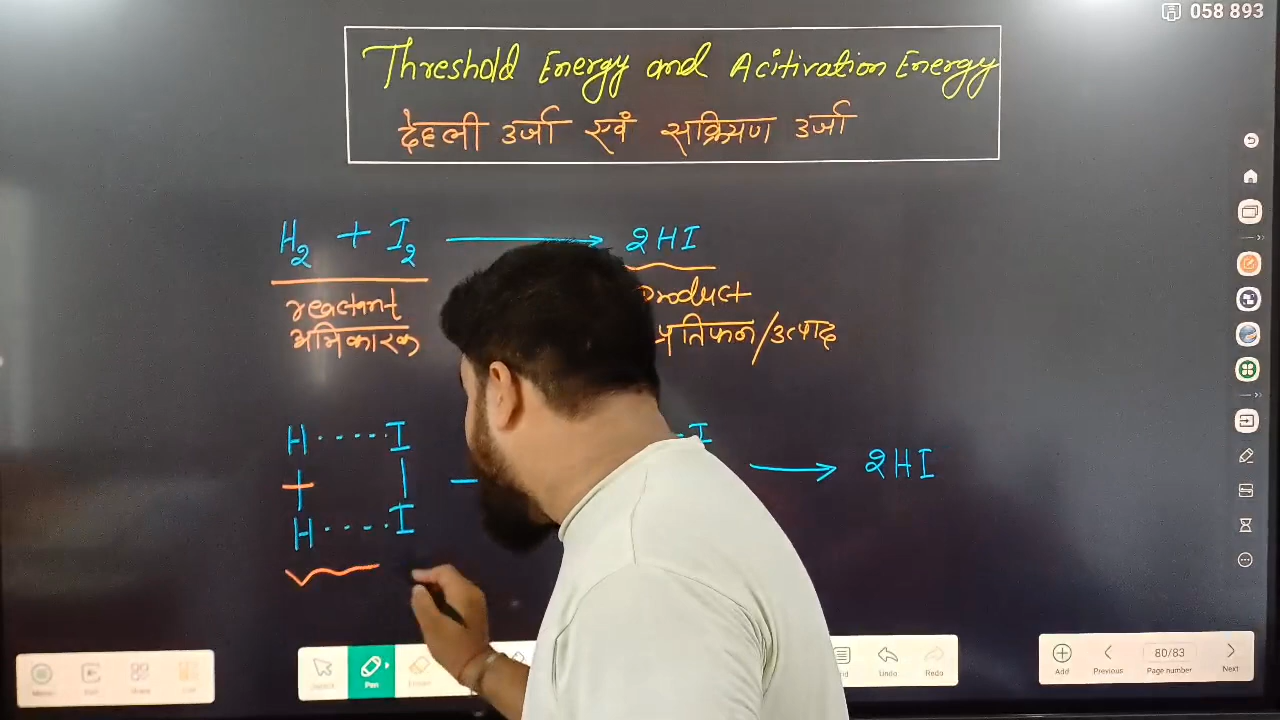 058 893
Threshold Energy and Acitivation Energy
देहली उर्जा एवं सक्रियण उर्जा
H2 + I2 → 2HI
reactant
product
अभिकारक
प्रतिफल/उत्पाद
H.....I I → 2HI
+ |
H.....I
Pen
Undo
Redo
Add
Previous
80/83
Page number
Next